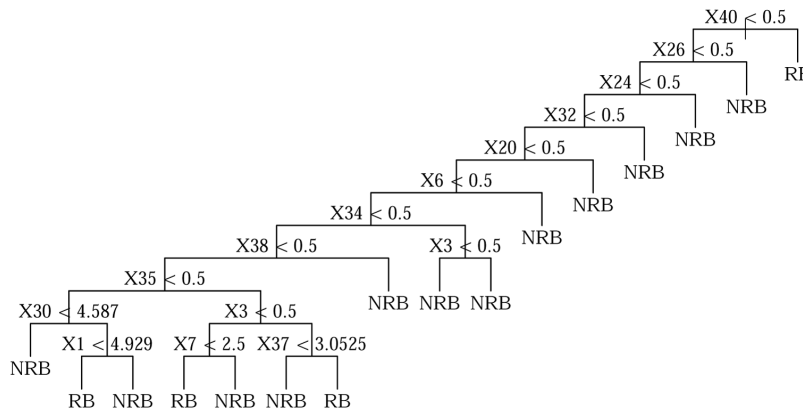 X40 < 0.5
X26 < 0.5
RB
X24 < 0.5
NRB
X32 < 0.5
NRB
X20 < 0.5
NRB
X6 < 0.5
NRB
X34 < 0.5
NRB
X38 < 0.5 X3 < 0.5
X35 < 0.5
NRB NRB NRB
X30 < 4.587 X3 < 0.5
X1 < 4.929 X7 < 2.5 X37 < 3.0525
NRB
RB NRB RB NRB NRB RB